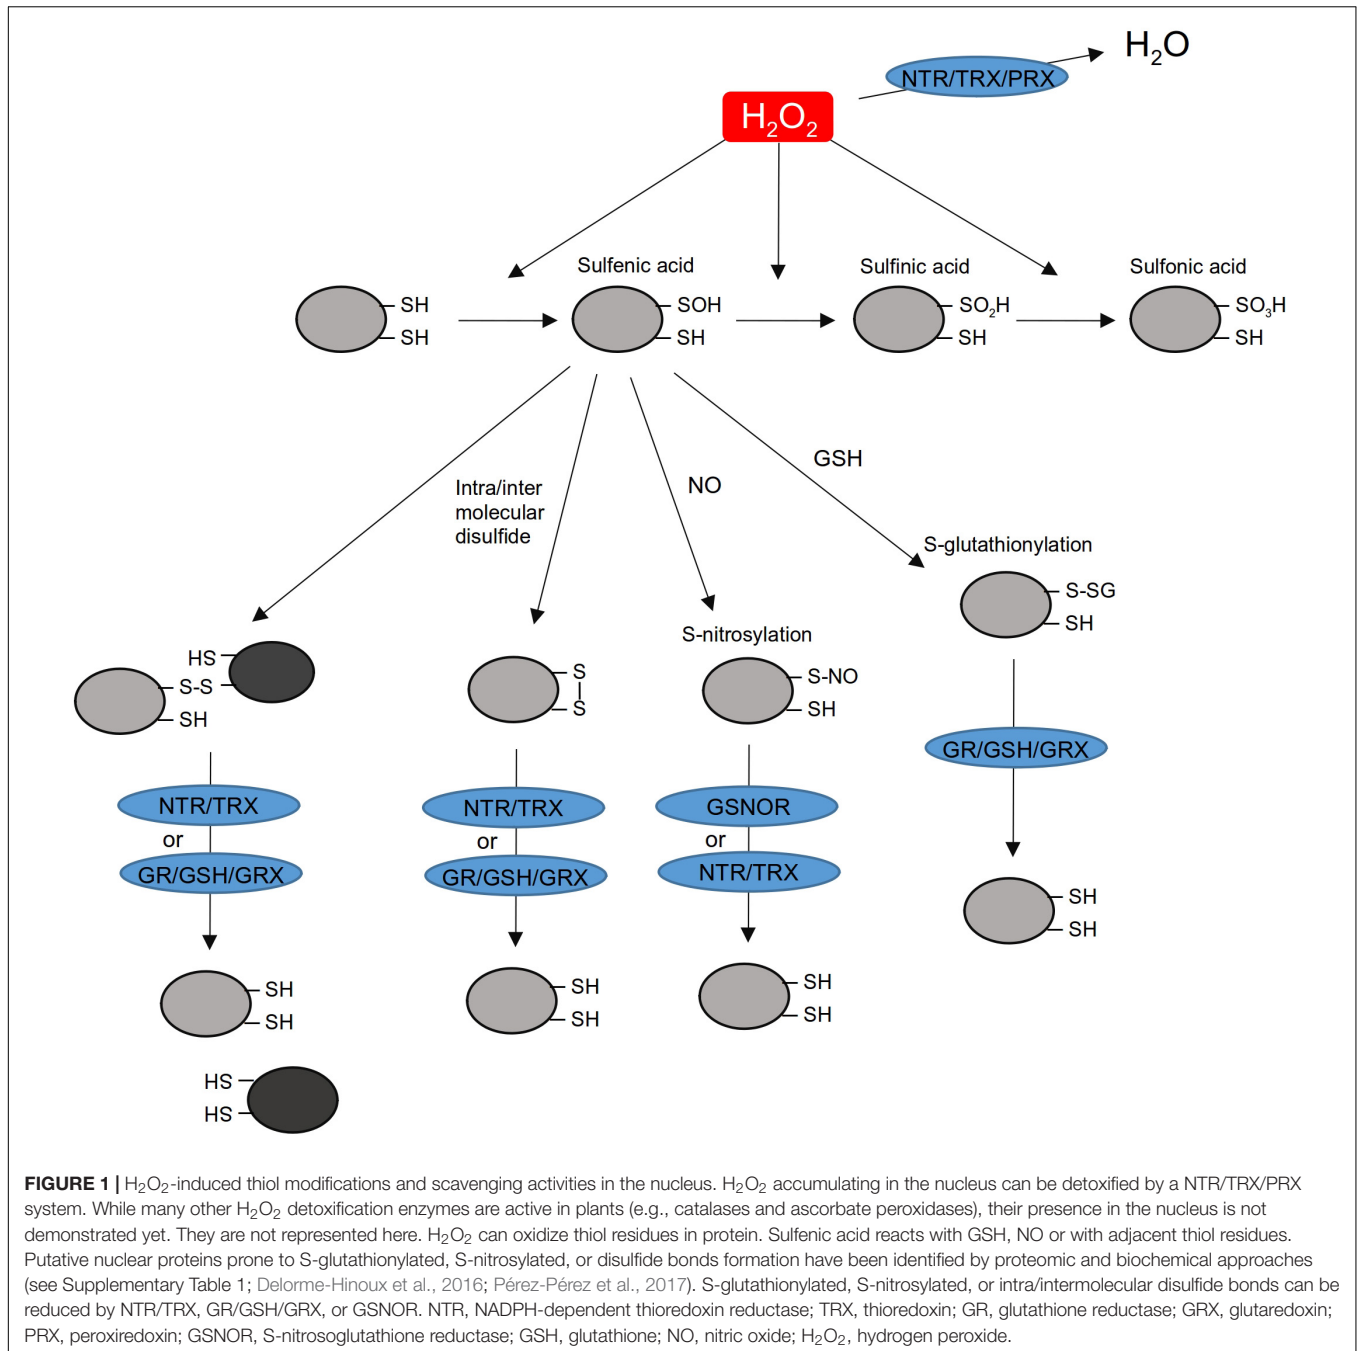 H₂O
NTR/TRX/PRX
H₂O₂
Sulfenic acid
Sulfinic acid
Sulfonic acid
SH
SH
SOH
SH
SO₂H
SH
SO₃H
SH
Intra/inter
molecular
disulfide
NO
GSH
S-glutathionylation
S-SG
SH
S-nitrosylation
HS
S-S
SH
S
S
S-NO
SH
GR/GSH/GRX
NTR/TRX
or
GR/GSH/GRX
NTR/TRX
or
GR/GSH/GRX
GSNOR
or
NTR/TRX
SH
SH
SH
SH
SH
SH
SH
SH
HS
HS
FIGURE 1 | H₂O₂-induced thiol modifications and scavenging activities in the nucleus. H₂O₂ accumulating in the nucleus can be detoxified by a NTR/TRX/PRX
system. While many other H₂O₂ detoxification enzymes are active in plants (e.g., catalases and ascorbate peroxidases), their presence in the nucleus is not
demonstrated yet. They are not represented here. H₂O₂ can oxidize thiol residues in protein. Sulfenic acid reacts with GSH, NO or with adjacent thiol residues.
Putative nuclear proteins prone to S-glutathionylated, S-nitrosylated, or disulfide bonds formation have been identified by proteomic and biochemical approaches
(see Supplementary Table 1; Delorme-Hinoux et al., 2016; Pérez-Pérez et al., 2017). S-glutathionylated, S-nitrosylated, or intra/intermolecular disulfide bonds can be
reduced by NTR/TRX, GR/GSH/GRX, or GSNOR. NTR, NADPH-dependent thioredoxin reductase; TRX, thioredoxin; GR, glutathione reductase; GRX, glutaredoxin;
PRX, peroxiredoxin; GSNOR, S-nitrosoglutathione reductase; GSH, glutathione; NO, nitric oxide; H₂O₂, hydrogen peroxide.